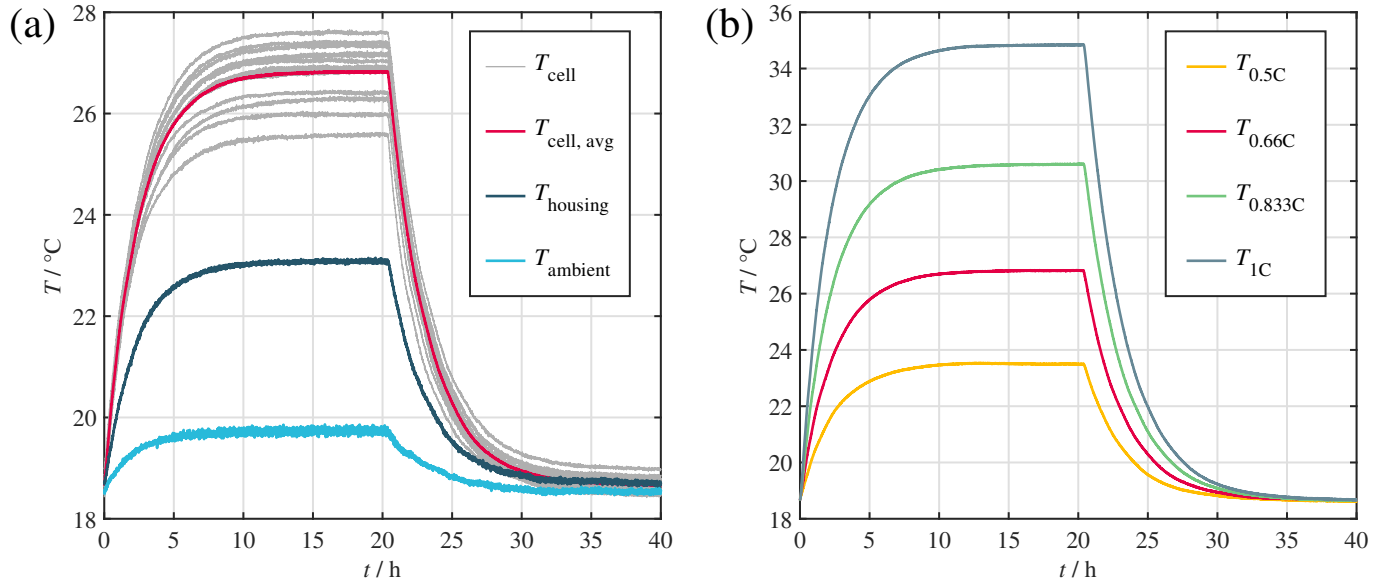 (a)
28
26
24
22
20
18
T / °C
0
5
10
15
20
25
30
35
40
t / h
T_cell
T_cell, avg
T_housing
T_ambient
(b)
36
34
32
30
28
26
24
22
20
18
T / °C
0
5
10
15
20
25
30
35
40
t / h
T_0.5C
T_0.66C
T_0.833C
T_1C